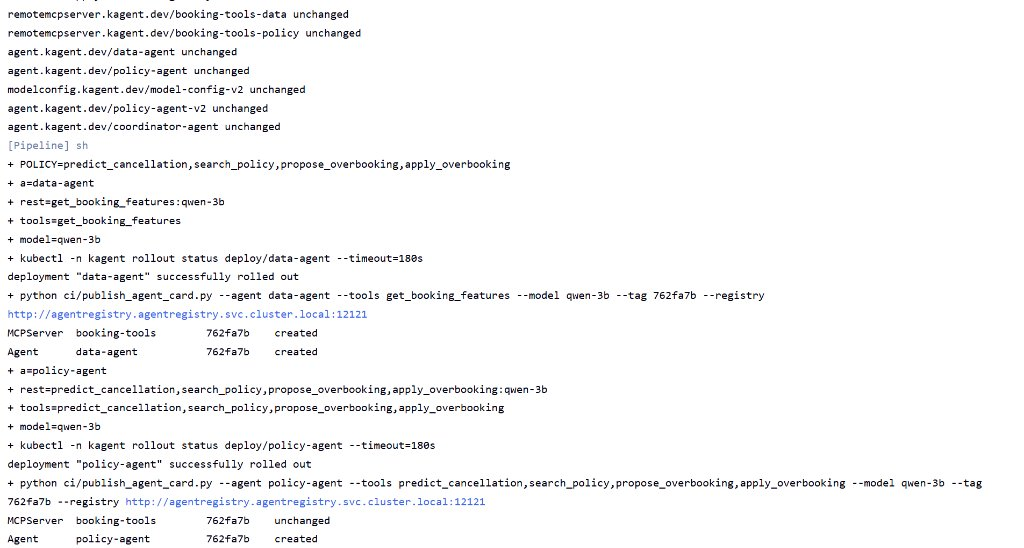 remotemcpserver.kagent.dev/booking-tools-data unchanged
remotemcpserver.kagent.dev/booking-tools-policy unchanged
agent.kagent.dev/data-agent unchanged
agent.kagent.dev/policy-agent unchanged
modelconfig.kagent.dev/model-config-v2 unchanged
agent.kagent.dev/policy-agent-v2 unchanged
agent.kagent.dev/coordinator-agent unchanged
[Pipeline] sh
+ POLICY=predict_cancellation,search_policy,propose_overbooking,apply_overbooking
+ a=data-agent
+ rest=get_booking_features:qwen-3b
+ tools=get_booking_features
+ model=qwen-3b
+ kubectl -n kagent rollout status deploy/data-agent --timeout=180s
deployment "data-agent" successfully rolled out
+ python ci/publish_agent_card.py --agent data-agent --tools get_booking_features --model qwen-3b --tag 762fa7b --registry
http://agentregistry.agentregistry.svc.cluster.local:12121
MCPServer  booking-tools        762fa7b    created
Agent      data-agent           762fa7b    created
+ a=policy-agent
+ rest=predict_cancellation,search_policy,propose_overbooking,apply_overbooking:qwen-3b
+ tools=predict_cancellation,search_policy,propose_overbooking,apply_overbooking
+ model=qwen-3b
+ kubectl -n kagent rollout status deploy/policy-agent --timeout=180s
deployment "policy-agent" successfully rolled out
+ python ci/publish_agent_card.py --agent policy-agent --tools predict_cancellation,search_policy,propose_overbooking,apply_overbooking --model qwen-3b --tag
762fa7b --registry http://agentregistry.agentregistry.svc.cluster.local:12121
MCPServer  booking-tools        762fa7b    unchanged
Agent      policy-agent         762fa7b    created